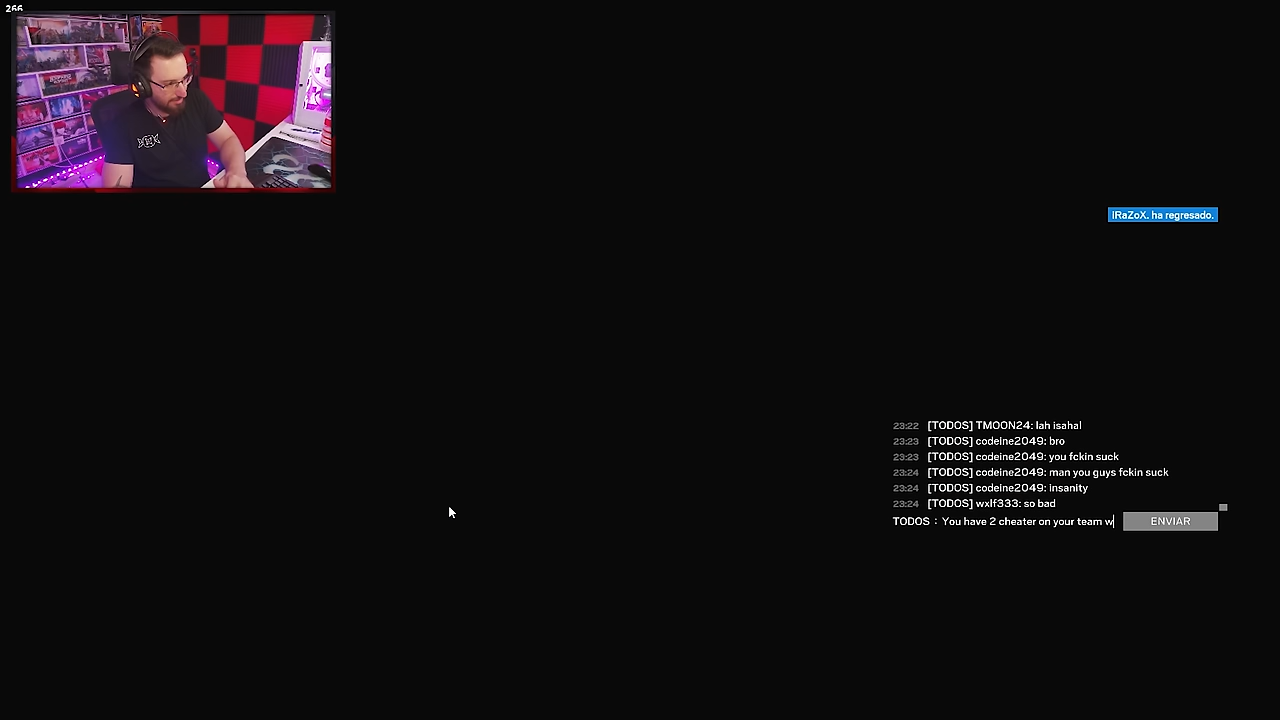 266
IRaZoX. ha regresado.
23:22 [TODOS] TMOON24: lah isahal
23:23 [TODOS] codeine2049: bro
23:23 [TODOS] codeine2049: you fckin suck
23:24 [TODOS] codeine2049: man you guys fckin suck
23:24 [TODOS] codeine2049: insanity
23:24 [TODOS] wxlf333: so bad
TODOS : You have 2 cheater on your team w
ENVIAR